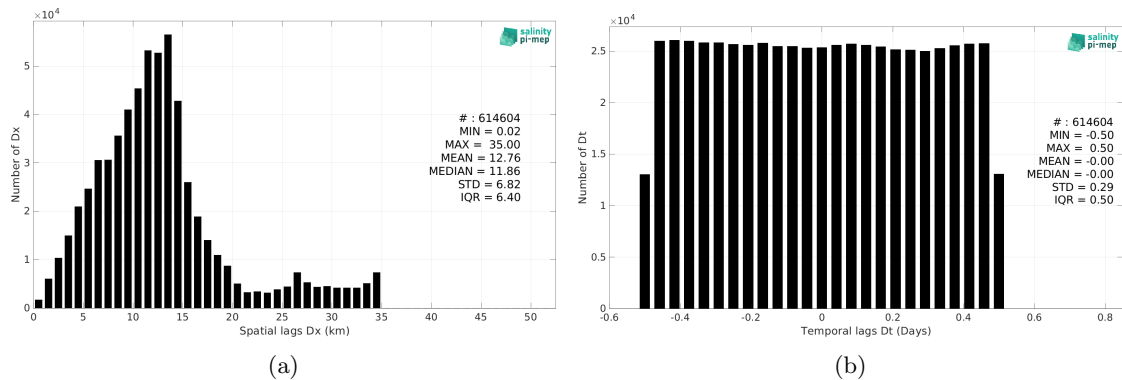 ×10⁴
salinity
pi-mep
5
4
3
2
1
0
Number of Dx
# : 614604
MIN = 0.02
MAX = 35.00
MEAN = 12.76
MEDIAN = 11.86
STD = 6.82
IQR = 6.40
0 5 10 15 20 25 30 35 40 45 50
Spatial lags Dx (km)
(a)
×10⁴
salinity
pi-mep
2.5
2
1.5
1
0.5
0
Number of Dt
# : 614604
MIN = -0.50
MAX = 0.50
MEAN = -0.00
MEDIAN = -0.00
STD = 0.29
IQR = 0.50
-0.6 -0.4 -0.2 0 0.2 0.4 0.6 0.8
Temporal lags Dt (Days)
(b)